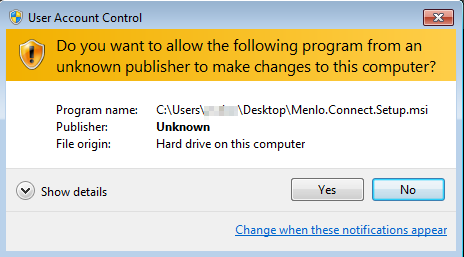 User Account Control
Do you want to allow the following program from an
unknown publisher to make changes to this computer?
Program name: C:\Users\ \Desktop\Menlo.Connect.Setup.msi
Publisher: Unknown
File origin: Hard drive on this computer
Show details
Yes
No
Change when these notifications appear